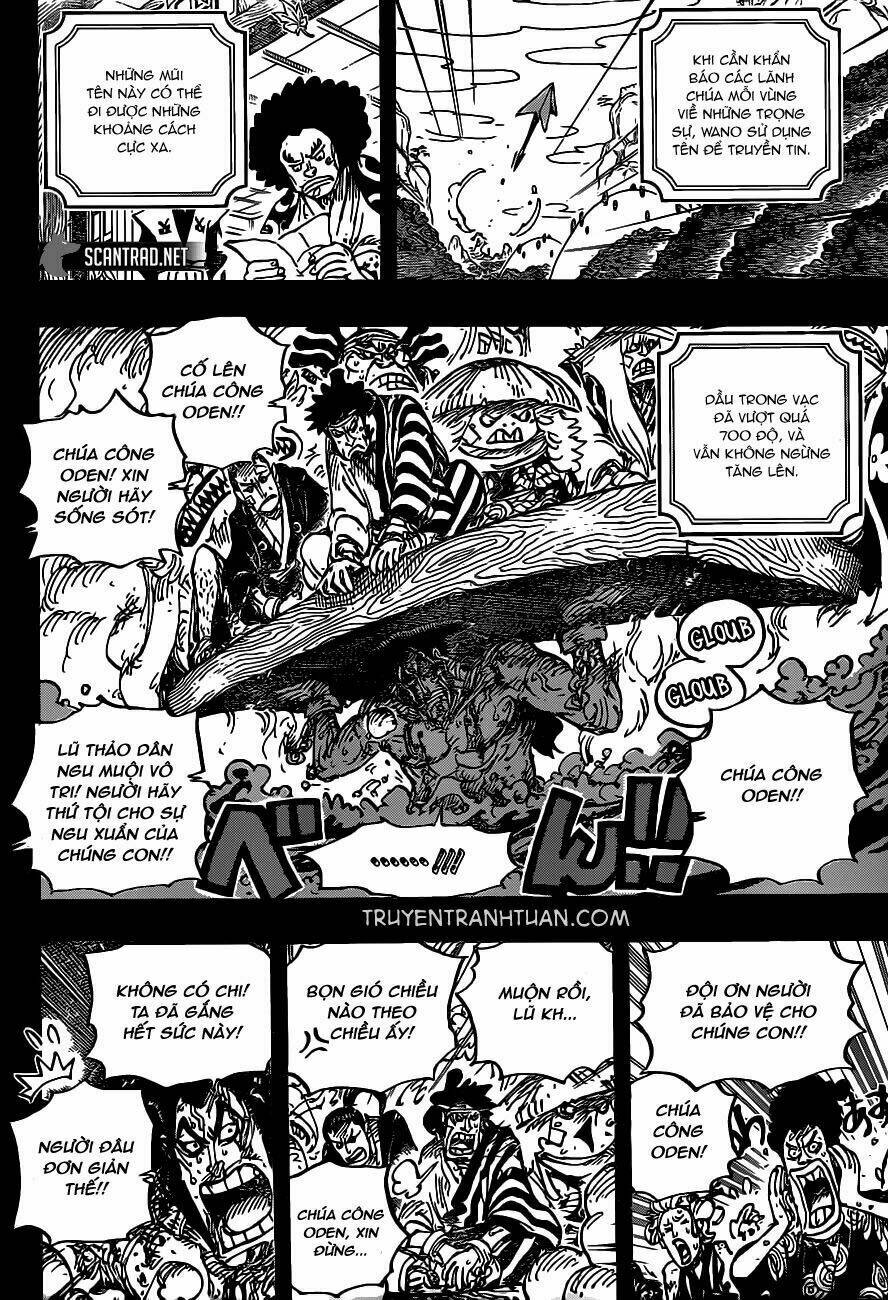 NHỮNG MŨI
TÊN NÀY CÓ THỂ
ĐI ĐƯỢC NHỮNG
KHOẢNG CÁCH
CỰC XA.
KHI CẦN KHẨN
BÁO CÁC LÃNH
CHÚA MỖI VÙNG
VIỀ NHỮNG TRỌNG
SỰ, WANO SỬ DỤNG
TÊN ĐỂ TRUYỀN TIN.
SCANTRAD.NET
CỐ LÊN
CHÚA CÔNG
ODEN!!
CHÚA CÔNG
ODEN! XIN
NGƯỜI HÃY
SỐNG SÓT!
DẦU TRONG VẠC
ĐÃ VƯỢT QUÁ
700 ĐỘ, VÀ
VẪN KHÔNG NGỪNG
TĂNG LÊN.
GLOUB
GLOUB
LŨ THẢO DÂN
NGU MUỘI VÔ
TRI! NGƯỜI HÃY
THỨ TỘI CHO SỰ
NGU XUẨN CỦA
CHÚNG CON!!
CHÚA CÔNG
ODEN!!
べん!!
......!!!
TRUYENTRANHTUAN.COM
KHÔNG CÓ CHI!
TA ĐÃ GẮNG
HẾT SỨC NÀY!
NGƯỜI ĐÂU
ĐƠN GIẢN
THẾ!!
BỌN GIÓ CHIỀU
NÀO THEO
CHIỀU ẤY!
MUỘN RỒI,
LŨ KH...
CHÚA CÔNG
ODEN, XIN
ĐỪNG...
ĐỘI ƠN NGƯỜI
ĐÃ BẢO VỆ CHO
CHÚNG CON!!
CHÚA
CÔNG
ODEN!!